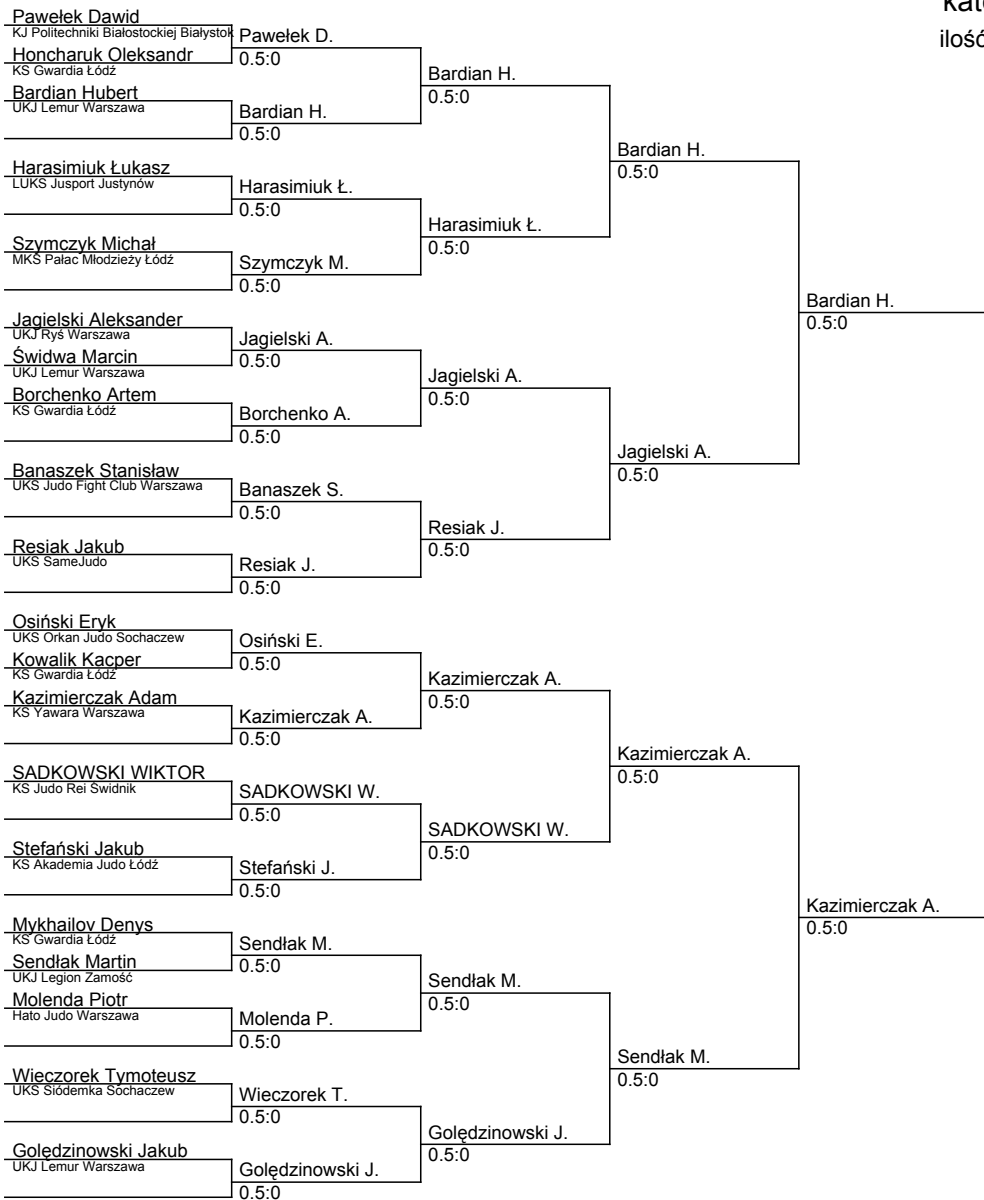 kate
ilość
Pawełek Dawid
KJ Politechniki Białostockiej Białystok
Honcharuk Oleksandr
KS Gwardia Łódź
Bardian Hubert
UKJ Lemur Warszawa
Harasimiuk Łukasz
LUKS Jusport Justynów
Szymczyk Michał
MKS Pałac Młodzieży Łódź
Jagielski Aleksander
UKJ Ryś Warszawa
Świdwa Marcin
UKJ Lemur Warszawa
Borchenko Artem
KS Gwardia Łódź
Banaszek Stanisław
UKS Judo Fight Club Warszawa
Resiak Jakub
UKS SameJudo
Osiński Eryk
UKS Orkan Judo Sochaczew
Kowalik Kacper
KS Gwardia Łódź
Kazimierczak Adam
KS Yawara Warszawa
SADKOWSKI WIKTOR
KS Judo Rei Świdnik
Stefański Jakub
KS Akademia Judo Łódź
Mykhailov Denys
KS Gwardia Łódź
Sendłak Martin
UKJ Legion Zamość
Molenda Piotr
Hato Judo Warszawa
Wieczorek Tymoteusz
UKS Siódemka Sochaczew
Golędzinowski Jakub
UKJ Lemur Warszawa
Pawełek D.
0.5:0
Bardian H.
0.5:0
Harasimiuk Ł.
0.5:0
Szymczyk M.
0.5:0
Jagielski A.
0.5:0
Borchenko A.
0.5:0
Banaszek S.
0.5:0
Resiak J.
0.5:0
Osiński E.
0.5:0
Kazimierczak A.
0.5:0
SADKOWSKI W.
0.5:0
Stefański J.
0.5:0
Sendłak M.
0.5:0
Molenda P.
0.5:0
Wieczorek T.
0.5:0
Golędzinowski J.
0.5:0
Bardian H.
0.5:0
Harasimiuk Ł.
0.5:0
Jagielski A.
0.5:0
Resiak J.
0.5:0
Kazimierczak A.
0.5:0
SADKOWSKI W.
0.5:0
Sendłak M.
0.5:0
Golędzinowski J.
0.5:0
Bardian H.
0.5:0
Jagielski A.
0.5:0
Kazimierczak A.
0.5:0
Sendłak M.
0.5:0
Bardian H.
0.5:0
Kazimierczak A.
0.5:0